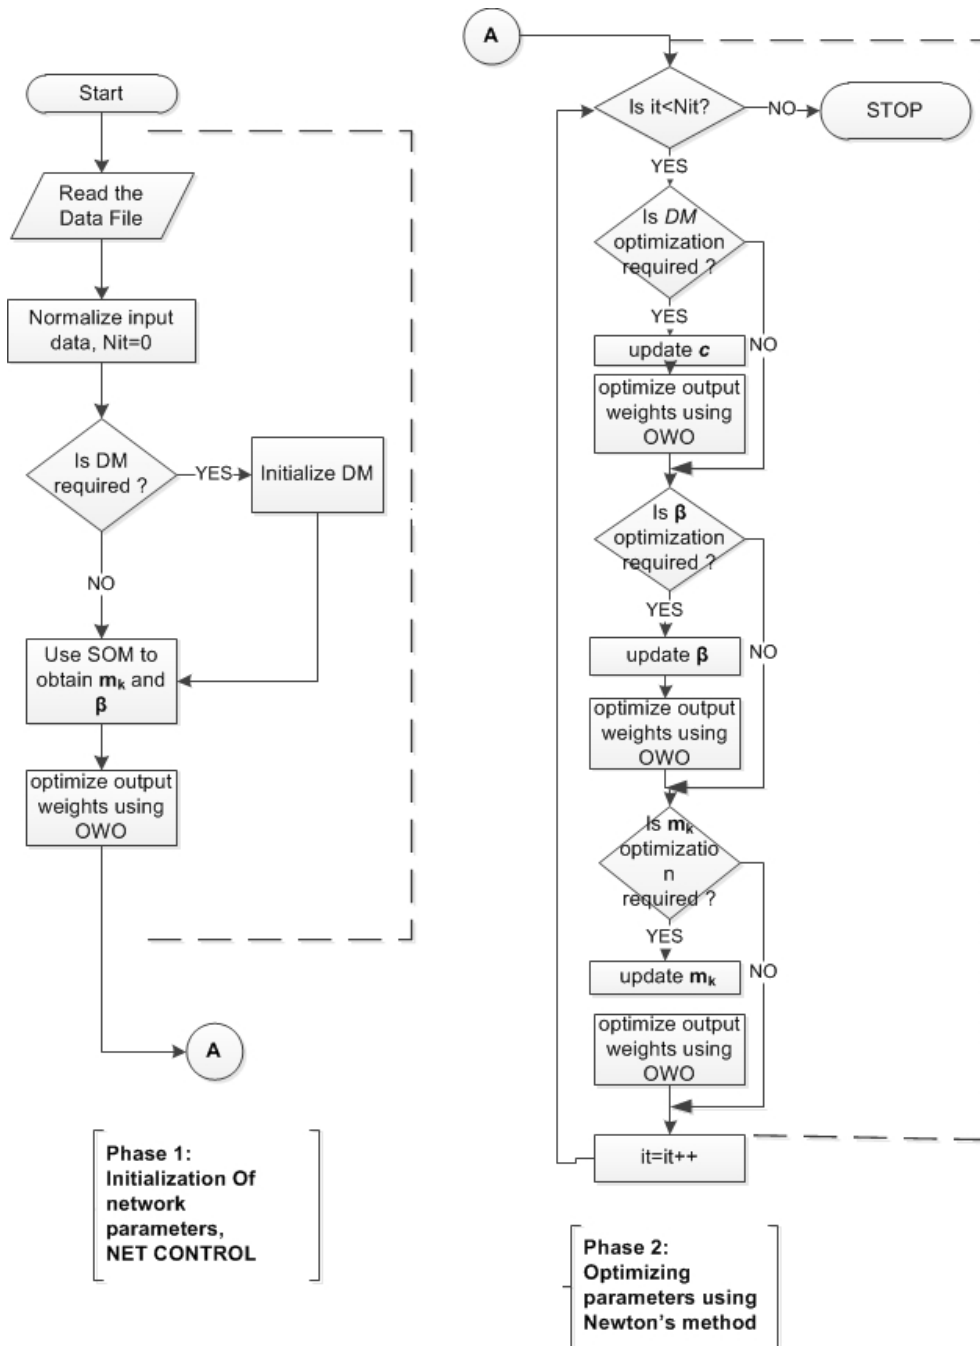 Start
Read the
Data File
Normalize input
data, Nit=0
Is DM
required ?
YES
Initialize DM
NO
Use SOM to
obtain mk and
β
optimize output
weights using
OWO
A
Phase 1:
Initialization Of
network
parameters,
NET CONTROL
A
Is it<Nit?
NO
STOP
YES
Is DM
optimization
required ?
YES
NO
update c
optimize output
weights using
OWO
Is β
optimization
required ?
YES
NO
update β
optimize output
weights using
OWO
Is mk
optimizatio
n
required ?
YES
NO
update mk
optimize output
weights using
OWO
it=it++
Phase 2:
Optimizing
parameters using
Newton's method